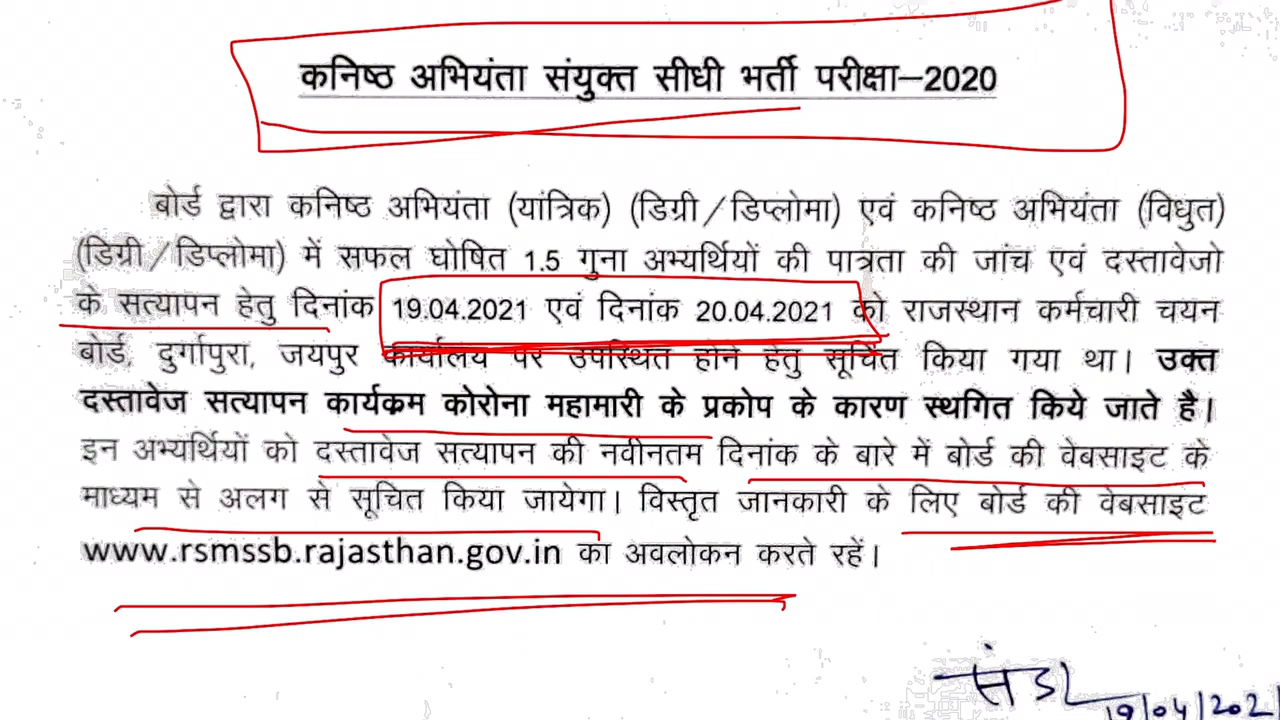 कनिष्ठ अभियंता संयुक्त सीधी भर्ती परीक्षा–2020
बोर्ड द्वारा कनिष्ठ अभियंता (यांत्रिक) (डिग्री/डिप्लोमा) एवं कनिष्ठ अभियंता (विधुत)
(डिग्री/डिप्लोमा) में सफल घोषित 1.5 गुना अभ्यर्थियों की पात्रता की जांच एवं दस्तावेजो
के सत्यापन हेतु दिनांक 19.04.2021 एवं दिनांक 20.04.2021 को राजस्थान कर्मचारी चयन
बोर्ड, दुर्गापुरा, जयपुर कार्यालय पर उपस्थित होने हेतु सूचित किया गया था। उक्त
दस्तावेज सत्यापन कार्यक्रम कोरोना महामारी के प्रकोप के कारण स्थगित किये जाते है।
इन अभ्यर्थियों को दस्तावेज सत्यापन की नवीनतम दिनांक के बारे में बोर्ड की वेबसाइट के
माध्यम से अलग से सूचित किया जायेगा। विस्तृत जानकारी के लिए बोर्ड की वेबसाइट
www.rsmssb.rajasthan.gov.in का अवलोकन करते रहें।